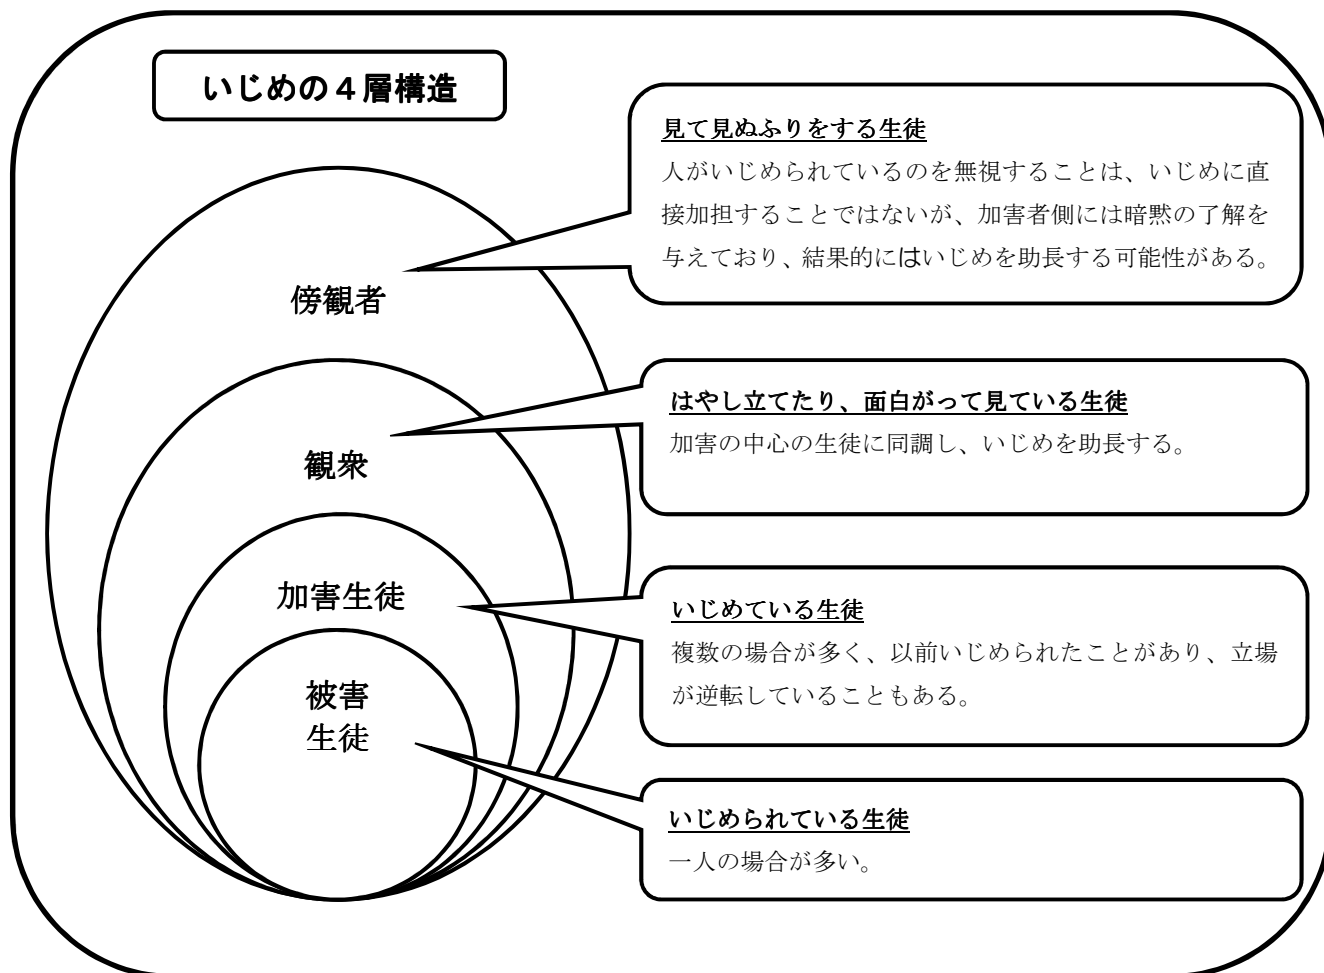 いじめの４層構造
見て見ぬふりをする生徒
人がいじめられているのを無視することは、いじめに直
接加担することではないが、加害者側には暗黙の了解を
与えており、結果的にはいじめを助長する可能性がある。
傍観者
はやし立てたり、面白がって見ている生徒
加害の中心の生徒に同調し、いじめを助長する。
観衆
いじめている生徒
複数の場合が多く、以前いじめられたことがあり、立場
が逆転していることもある。
加害生徒
被害
生徒
いじめられている生徒
一人の場合が多い。